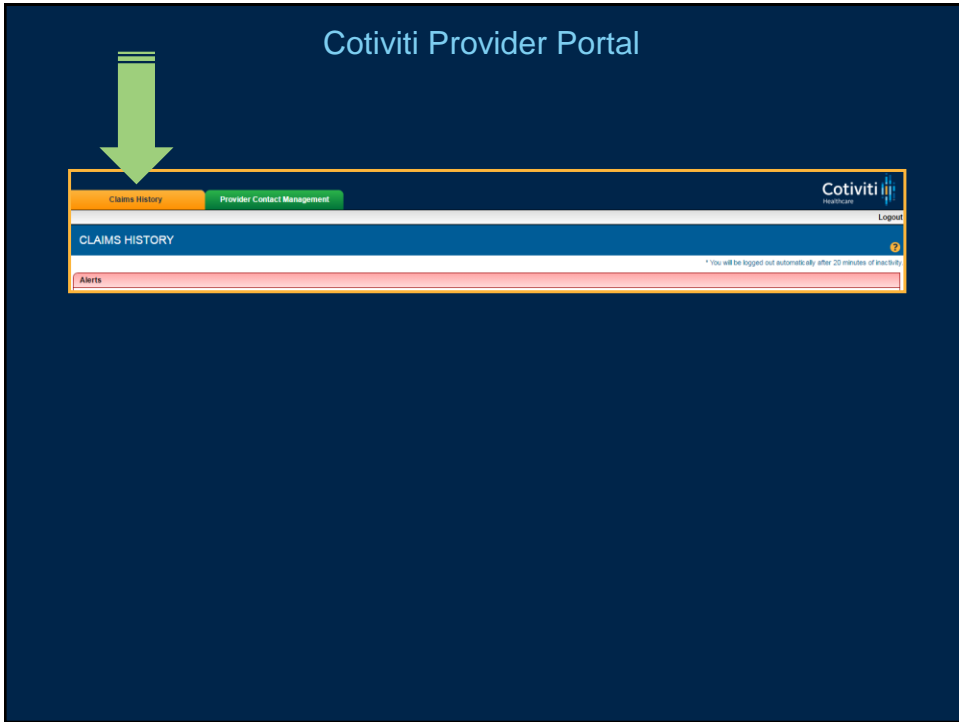 Cotiviti Provider Portal
Claims History
Provider Contact Management
Cotiviti
Healthcare
Logout
CLAIMS HISTORY
?
* You will be logged out automatically after 20 minutes of inactivity
Alerts